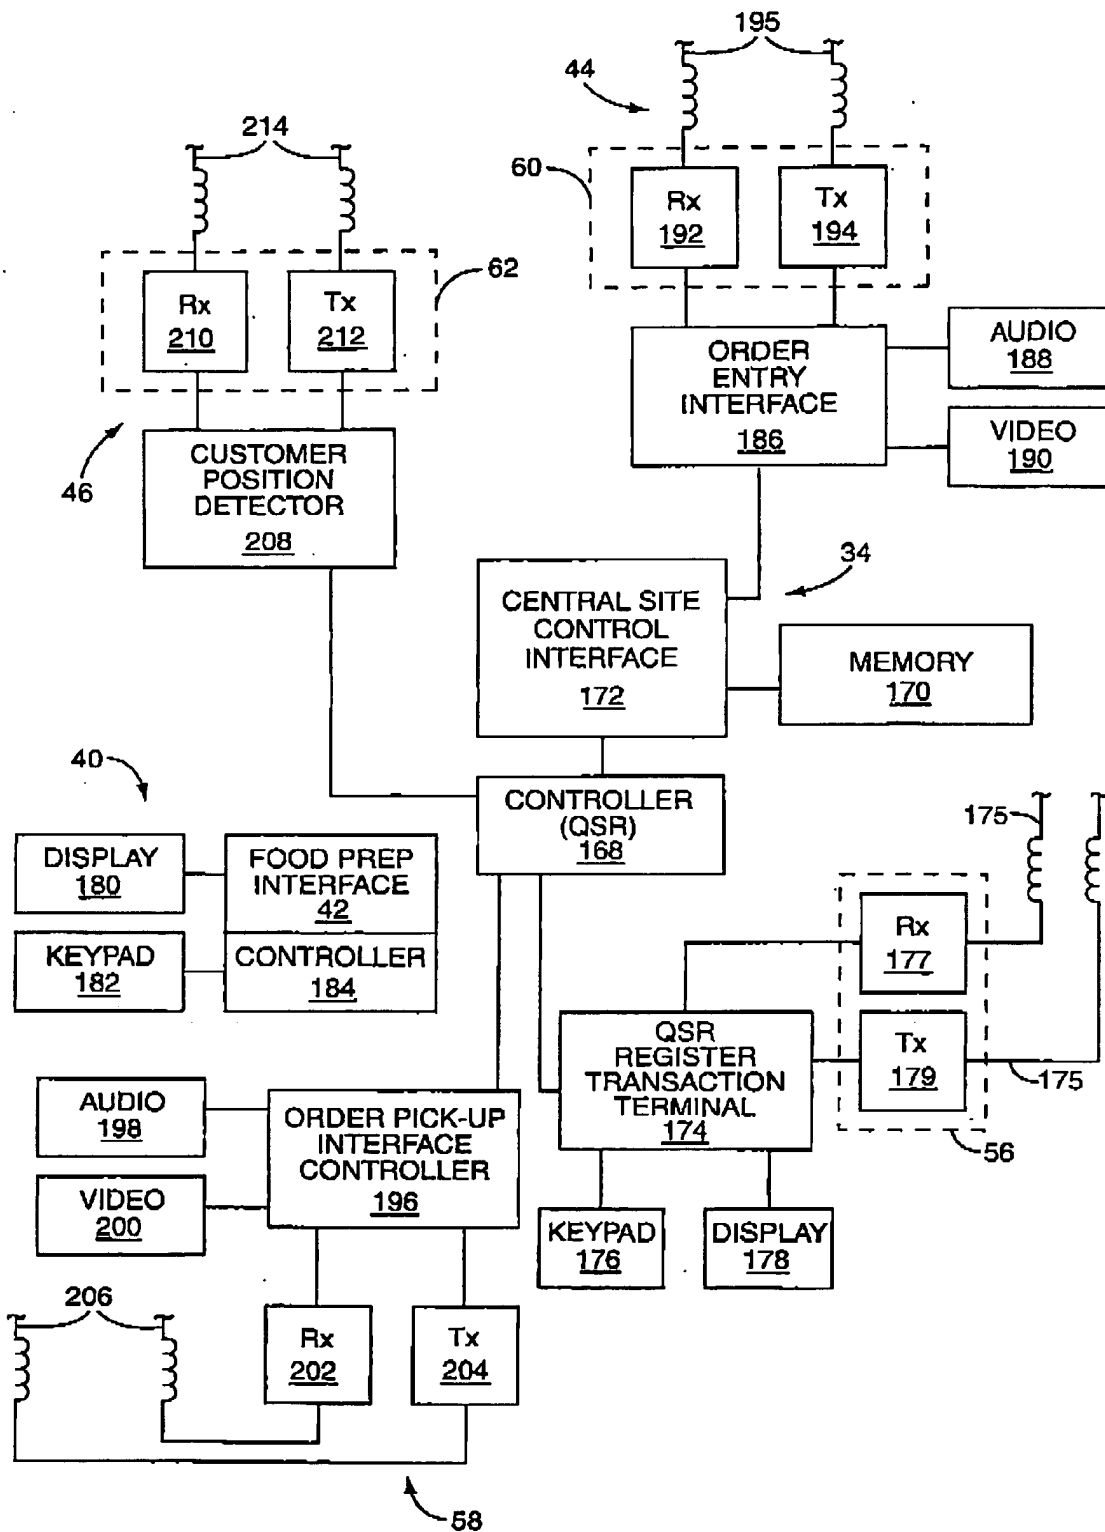 195
44
214
60
Rx
192
Tx
194
62
Rx
210
Tx
212
ORDER
ENTRY
INTERFACE
186
AUDIO
188
VIDEO
190
46
CUSTOMER
POSITION
DETECTOR
208
34
CENTRAL SITE
CONTROL
INTERFACE
172
MEMORY
170
40
CONTROLLER
(QSR)
168
175
DISPLAY
180
FOOD PREP
INTERFACE
42
KEYPAD
182
CONTROLLER
184
Rx
177
QSR
REGISTER
TRANSACTION
TERMINAL
174
Tx
179
175
56
AUDIO
198
ORDER PICK-UP
INTERFACE
CONTROLLER
196
VIDEO
200
KEYPAD
176
DISPLAY
178
206
Rx
202
Tx
204
58